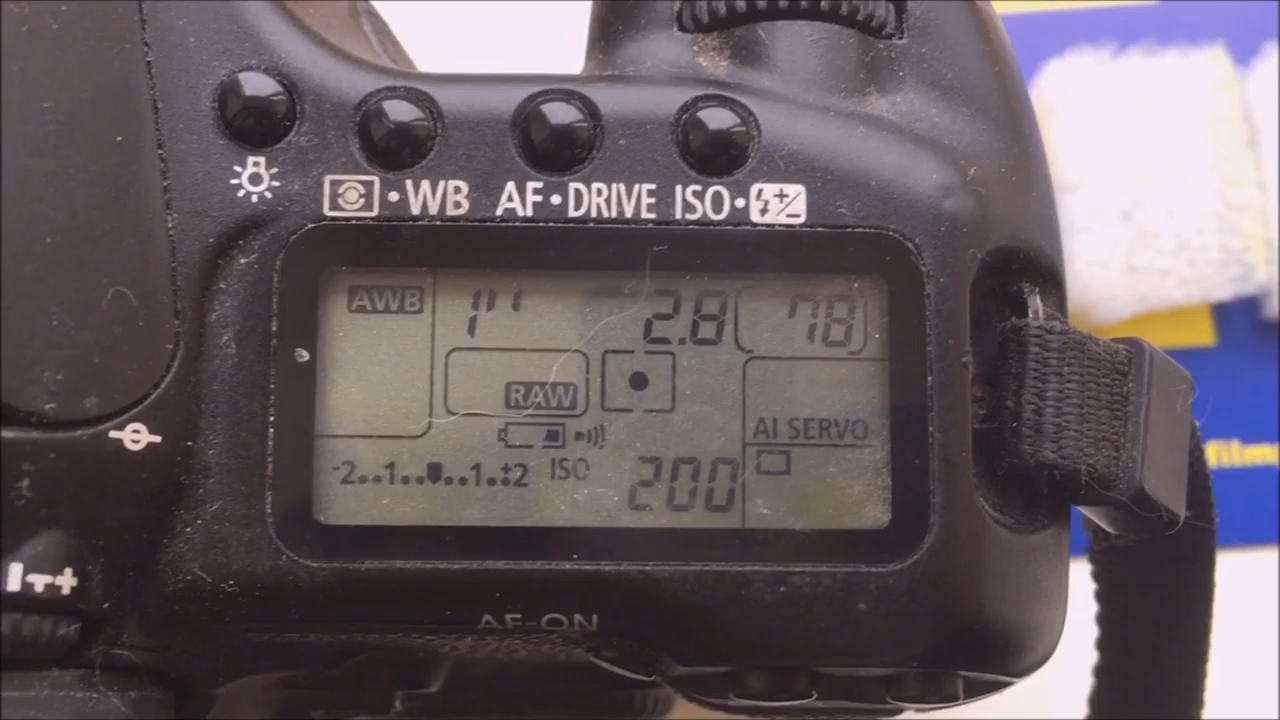 WB AF•DRIVE ISO•
AWB 1" 2.8 [78]
RAW
AI SERVO
-2..1..▮..1..+2 ISO 200
AF-ON
film